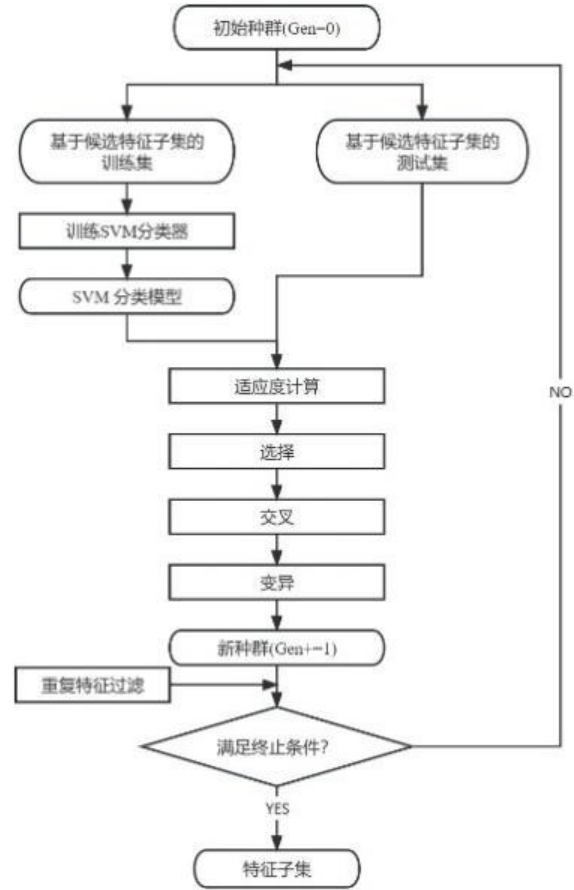 初始种群(Gen=0)
基于候选特征子集的
训练集
基于候选特征子集的
测试集
训练SVM分类器
SVM 分类模型
适应度计算
NO
选择
交叉
变异
新种群(Gen+=1)
重复特征过滤
满足终止条件?
YES
特征子集